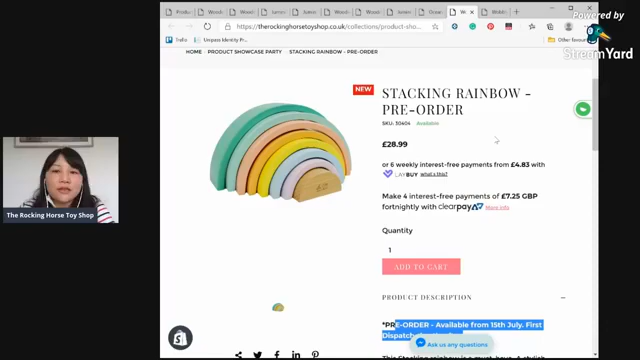 Powered by
StreamYard
https://therockinghorsetoyshop.co.uk/collections/product-sho...
Trello
Unpass Identity Pr...
Other favour
HOME
PRODUCT SHOWCASE PARTY
STACKING RAINBOW - PRE-ORDER
NEW
STACKING RAINBOW -
PRE-ORDER
SKU: 30404 Available
£28.99
or 6 weekly interest-free payments from £4.83 with
LAYBUY what's this?
Make 4 interest-free payments of £7.25 GBP
fortnightly with clearpay More info
Quantity
1
ADD TO CART
PRODUCT DESCRIPTION
*PRE-ORDER - Available from 15th July. First
Dispatch
Ask us any questions
The Rocking Horse Toy Shop